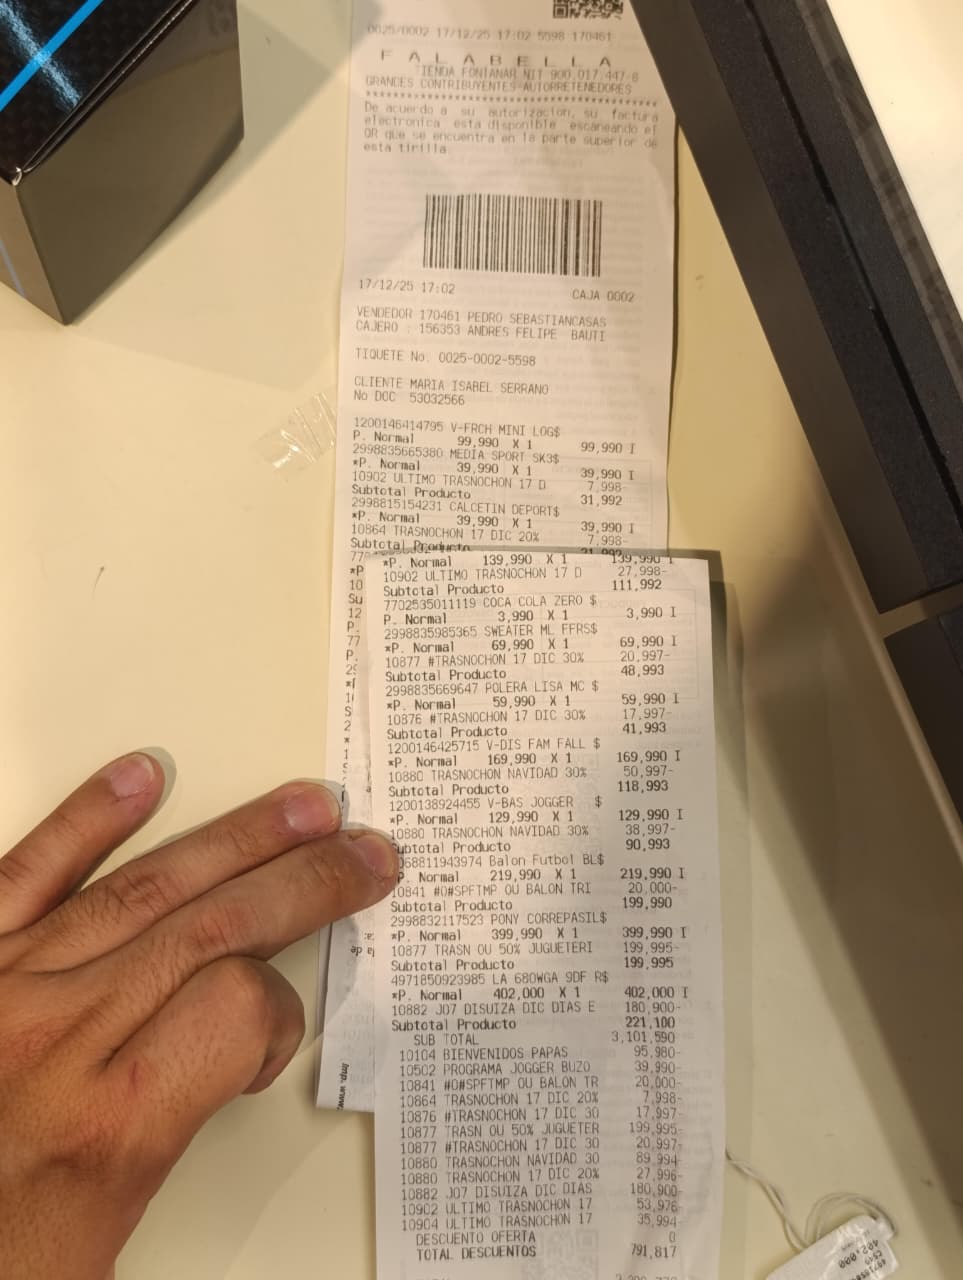 0025/0002 17/12/25 17:02 5598 170461
FALABELLA
TIENDA FONTANAR NIT 900.017.447-8
GRANDES CONTRIBUYENTES-AUTORRETENEDORES
****************************************
De acuerdo a su autorizacion, su factura
electronica esta disponible escaneando el
QR que se encuentra en la parte superior de
esta tirilla
17/12/25 17:02 CAJA 0002
VENDEDOR 170461 PEDRO SEBASTIANCASAS
CAJERO : 156353 ANDRES FELIPE BAUTI
TIQUETE No. 0025-0002-5598
CLIENTE MARIA ISABEL SERRANO
No DOC 53032566
1200146414795 V-FRCH MINI LOG$
P. Normal 99,990 X 1 99,990 I
2998835665380 MEDIA SPORT SK3$
*P. Normal 39,990 X 1 39,990 I
10902 ULTIMO TRASNOCHON 17 D 7,998-
Subtotal Producto 31,992
2998815154231 CALCETIN DEPORT$
*P. Normal 39,990 X 1 39,990 I
10864 TRASNOCHON 17 DIC 20% 7,998-
Subtotal Producto
*P. Normal 139,990 X 1 139,990 I
10902 ULTIMO TRASNOCHON 17 D 27,998-
Subtotal Producto 111,992
7702535011119 COCA COLA ZERO $
P. Normal 3,990 X 1 3,990 I
2998835985365 SWEATER ML FFRS$
*P. Normal 69,990 X 1 69,990 I
10877 #TRASNOCHON 17 DIC 30% 20,997-
Subtotal Producto 48,993
2998835669647 POLERA LISA MC $
*P. Normal 59,990 X 1 59,990 I
10876 #TRASNOCHON 17 DIC 30% 17,997-
Subtotal Producto 41,993
1200146425715 V-DIS FAM FALL $
*P. Normal 169,990 X 1 169,990 I
10880 TRASNOCHON NAVIDAD 30% 50,997-
Subtotal Producto 118,993
1200138924455 V-BAS JOGGER $
*P. Normal 129,990 X 1 129,990 I
10880 TRASNOCHON NAVIDAD 30% 38,997-
Subtotal Producto 90,993
068811943974 Balon Futbol BL$
P. Normal 219,990 X 1 219,990 I
10841 #O#SPFTMP OU BALON TRI 20,000-
Subtotal Producto 199,990
2998832117523 PONY CORREPASIL$
*P. Normal 399,990 X 1 399,990 I
10877 TRASN OU 50% JUGUETERI 199,995-
Subtotal Producto 199,995
4971850923985 LA 680WGA 9DF R$
*P. Normal 402,000 X 1 402,000 I
10882 J07 DISUIZA DIC DIAS E 180,900-
Subtotal Producto 221,100
SUB TOTAL 3,101,590
10104 BIENVENIDOS PAPAS 95,980-
10502 PROGRAMA JOGGER BUZO 39,990-
10841 #O#SPFTMP OU BALON TR 20,000-
10864 TRASNOCHON 17 DIC 20% 7,998-
10876 #TRASNOCHON 17 DIC 30 17,997-
10877 TRASN OU 50% JUGUETER 199,995-
10877 #TRASNOCHON 17 DIC 30 20,997-
10880 TRASNOCHON NAVIDAD 30 89,994-
10880 TRASNOCHON 17 DIC 20% 27,996-
10882 J07 DISUIZA DIC DIAS 180,900-
10902 ULTIMO TRASNOCHON 17 53,976-
10904 ULTIMO TRASNOCHON 17 35,994-
DESCUENTO OFERTA 0
TOTAL DESCUENTOS 791,817